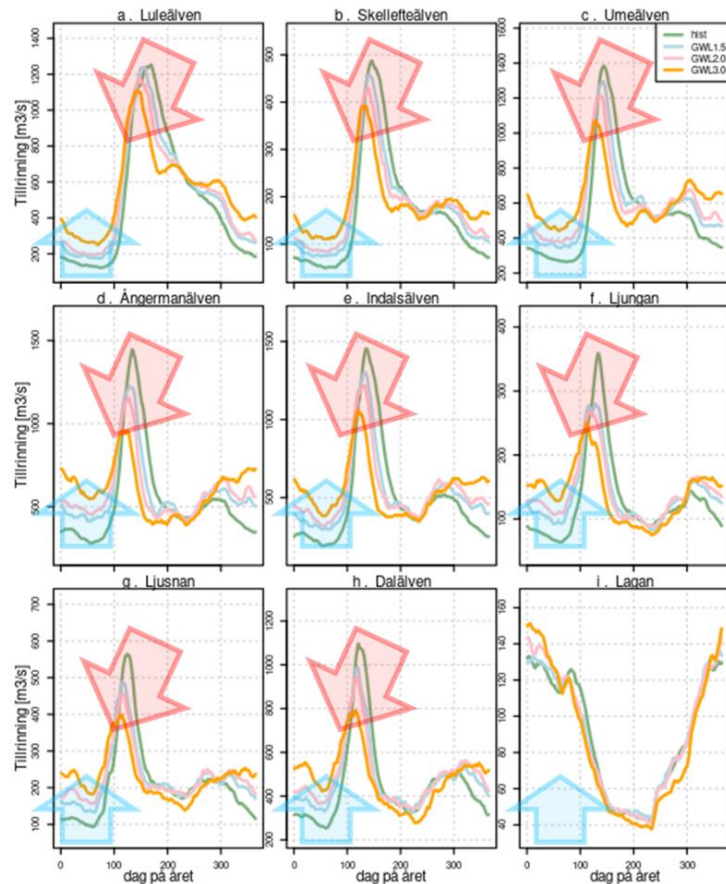 a . Luleälven
b . Skellefteälven
c . Umeälven
hist
GWL1.5
GWL2.0
GWL3.0
Tillrinning [m3/s]
200 400 600 800 1000 1200 1400
100 200 300 400 500
200 400 600 800 1000 1200 1400 1600
d . Ångermanälven
e . Indalsälven
f . Ljungan
Tillrinning [m3/s]
500 1000 1500
500 1000 1500
100 200 300 400
g . Ljusnan
h . Dalälven
i . Lagan
Tillrinning [m3/s]
100 200 300 400 500 600 700
200 400 600 800 1000 1200
40 60 80 100 120 140
0 100 200 300
0 100 200 300
0 100 200 300
dag på året
dag på året
dag på året